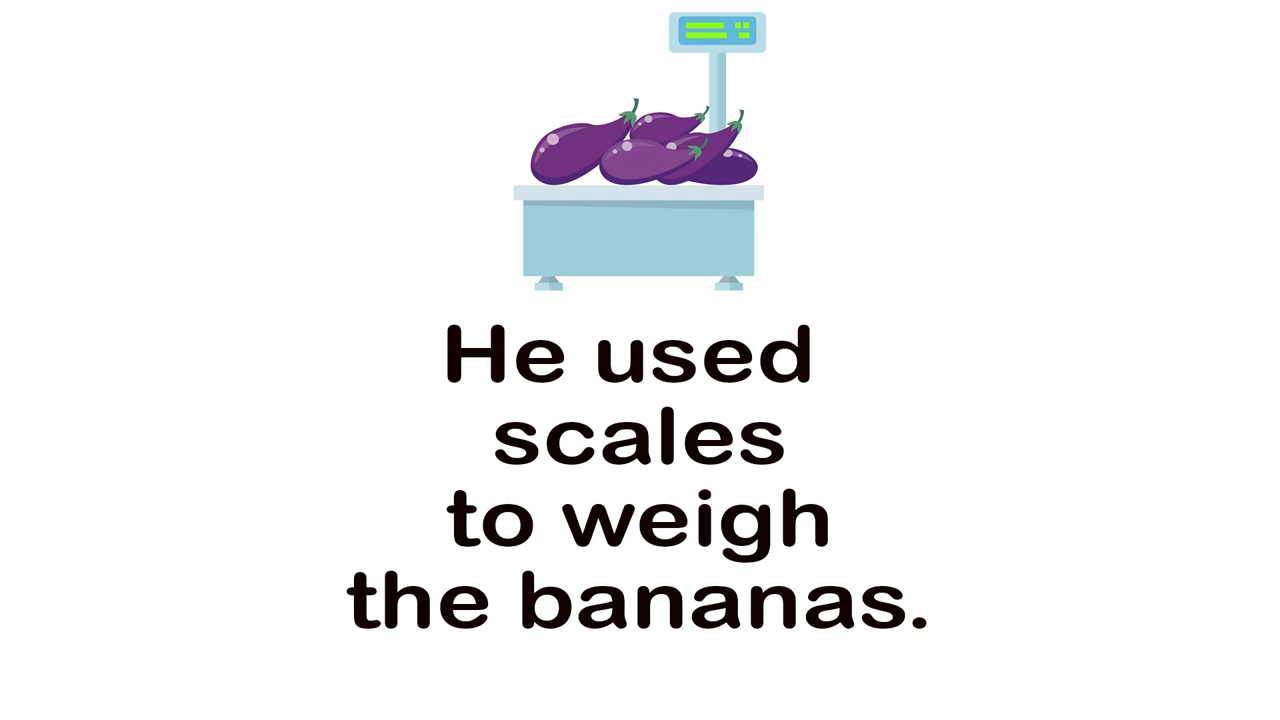 He used
scales
to weigh
the bananas.